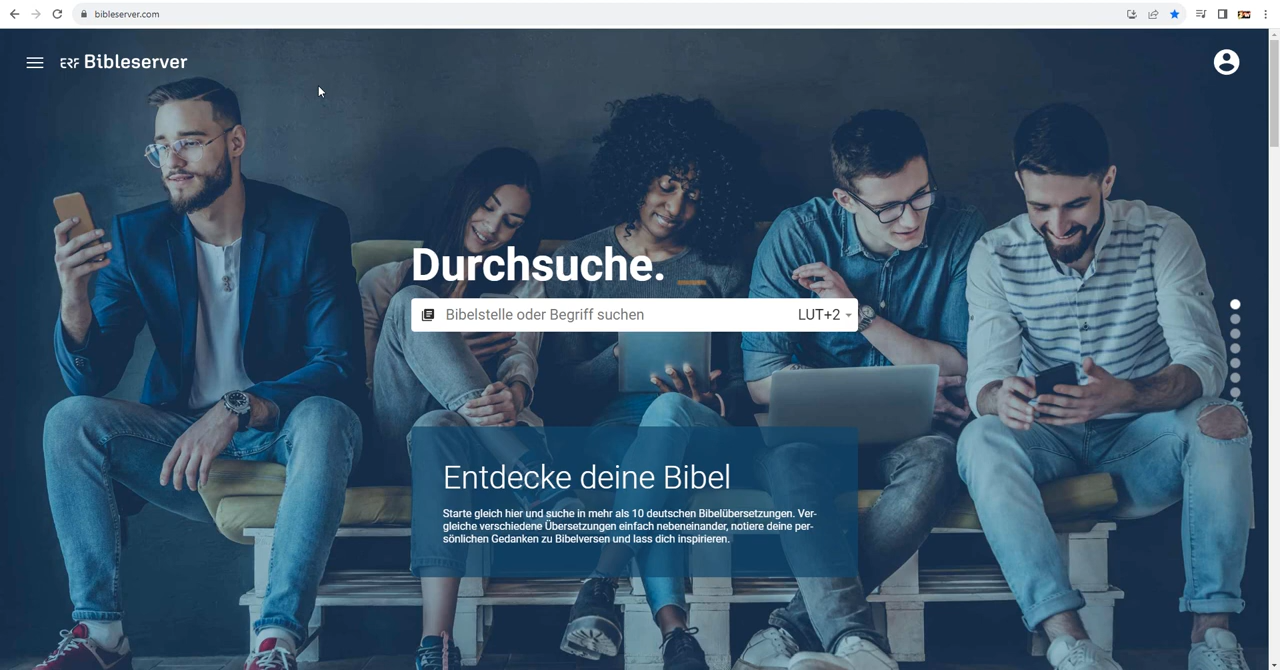 bibleserver.com
ERF Bibleserver
Durchsuche.
Bibelstelle oder Begriff suchen LUT+2
Entdecke deine Bibel
Starte gleich hier und suche in mehr als 10 deutschen Bibelübersetzungen. Ver-
gleiche verschiedene Übersetzungen einfach nebeneinander, notiere deine per-
sönlichen Gedanken zu Bibelversen und lass dich inspirieren.